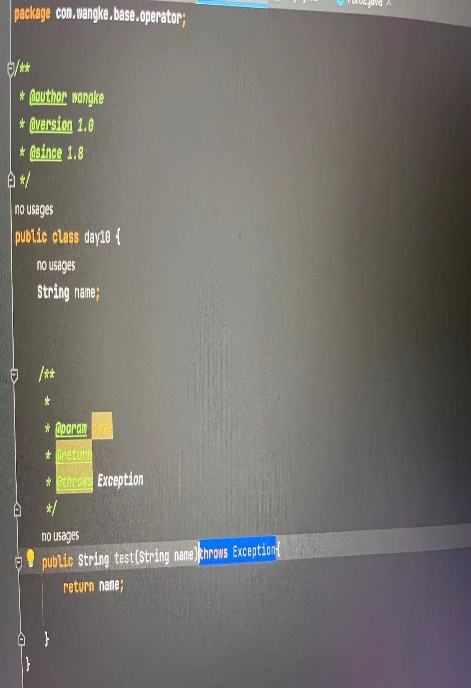 package com.wangke.base.operator;
/**
* @author wangke
* @version 1.0
* @since 1.8
*/
no usages
public class day10 {
no usages
String name;
/**
*
* @param name
* @return
* @throws Exception
*/
no usages
public String test(String name)throws Exception{
return name;
}
}